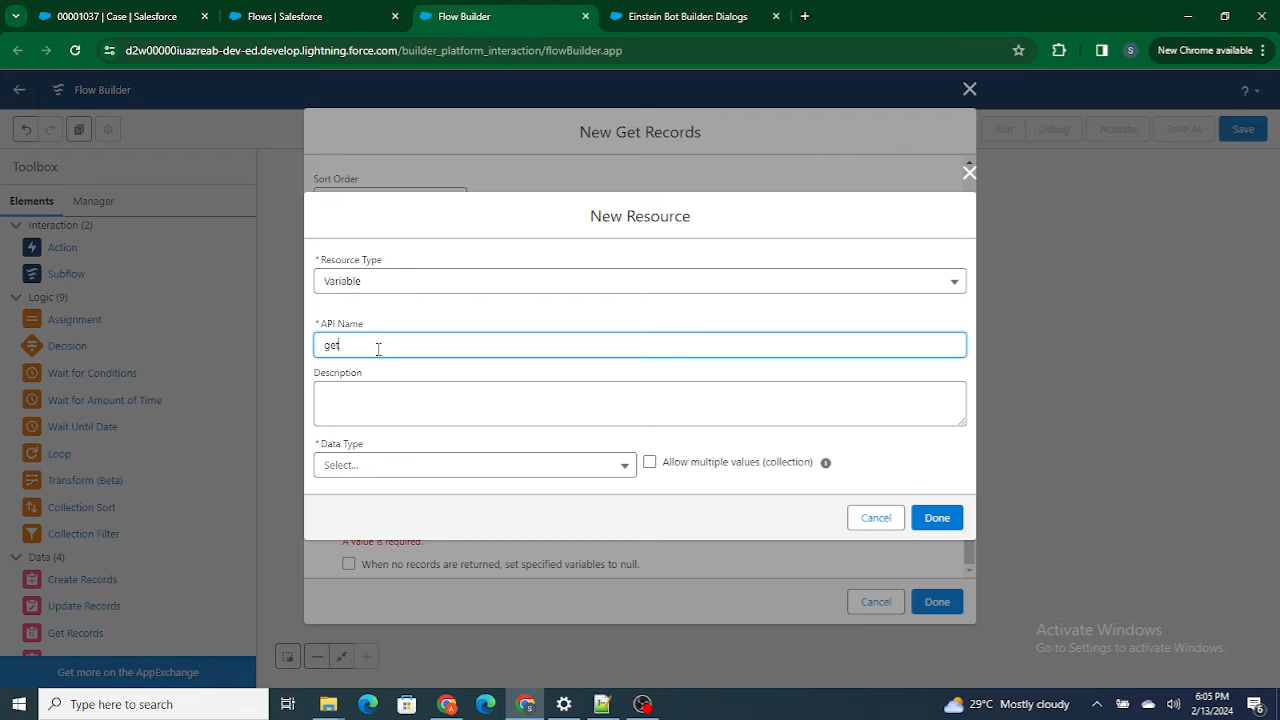 00001037 | Case | Salesforce
Flows | Salesforce
Flow Builder
Einstein Bot Builder: Dialogs
d2w00000iuazreab-dev-ed.develop.lightning.force.com/builder_platform_interaction/flowBuilder.app
S
New Chrome available
Flow Builder
?
New Get Records
Run
Debug
Activate
Save As
Save
Toolbox
Elements
Manager
Sort Order
New Resource
Interaction (2)
Action
Subflow
Logic (9)
Assignment
Decision
Wait for Conditions
Wait for Amount of Time
Wait Until Date
Loop
Transform (Beta)
Collection Sort
Collection Filter
Data (4)
Create Records
Update Records
Get Records
Get more on the AppExchange
* Resource Type
Variable
* API Name
get
Description
* Data Type
Select...
Allow multiple values (collection)
Cancel
Done
A value is required.
When no records are returned, set specified variables to null.
Cancel
Done
Activate Windows
Go to Settings to activate Windows.
Type here to search
29°C Mostly cloudy
6:05 PM
2/13/2024
6